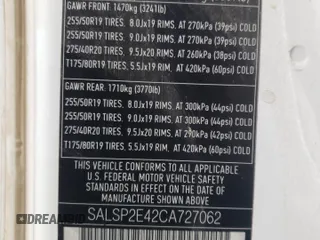 GAWR FRONT: 1470kg (3241lb)
255/50R19 TIRES. 8.0Jx19 RIMS. AT 270kPa (39psi) COLD
255/50R19 TIRES. 9.0Jx19 RIMS. AT 270kPa (39psi) COLD
275/40R20 TIRES. 9.5Jx20 RIMS. AT 260kPa (38psi) COLD
T175/80R19 TIRES. 5.5Jx19 RIM. AT 420kPa (60psi) COLD
GAWR REAR: 1710kg (3770lb)
255/50R19 TIRES. 8.0Jx19 RIMS. AT 300kPa (44psi) COLD
255/50R19 TIRES. 9.0Jx19 RIMS. AT 300kPa (44psi) COLD
275/40R20 TIRES. 9.5Jx20 RIMS. AT 290kPa (42psi) COLD
T175/80R19 TIRES. 5.5Jx19 RIM. AT 420kPa (60psi) COLD
THIS VEHICLE CONFORMS TO ALL APPLICABLE
U.S. FEDERAL MOTOR VEHICLE
IN EFFECT ON THE DATE OF
MANUFACTURE SHOWN ABOVE
SALSP2E42CA727062